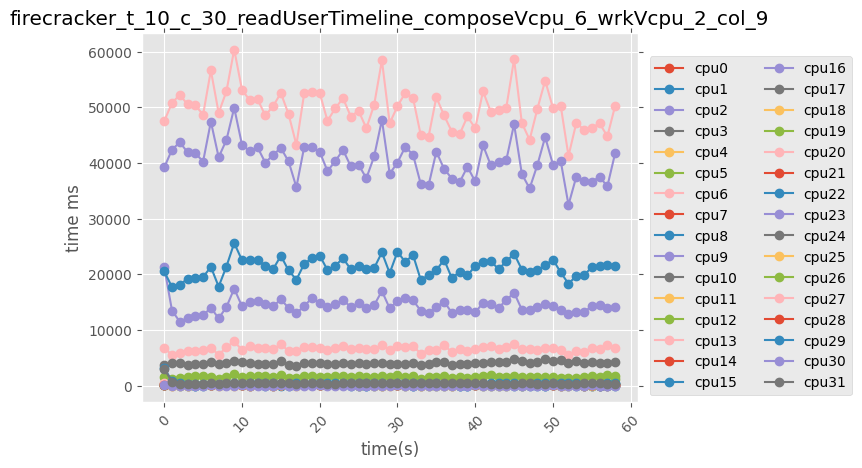 firecracker_t_10_c_30_readUserTimeline_composeVcpu_6_wrkVcpu_2_col_9
60000
50000
40000
30000
20000
10000
0
time ms
0
10
20
30
40
50
60
time(s)
cpu0
cpu1
cpu2
cpu3
cpu4
cpu5
cpu6
cpu7
cpu8
cpu9
cpu10
cpu11
cpu12
cpu13
cpu14
cpu15
cpu16
cpu17
cpu18
cpu19
cpu20
cpu21
cpu22
cpu23
cpu24
cpu25
cpu26
cpu27
cpu28
cpu29
cpu30
cpu31